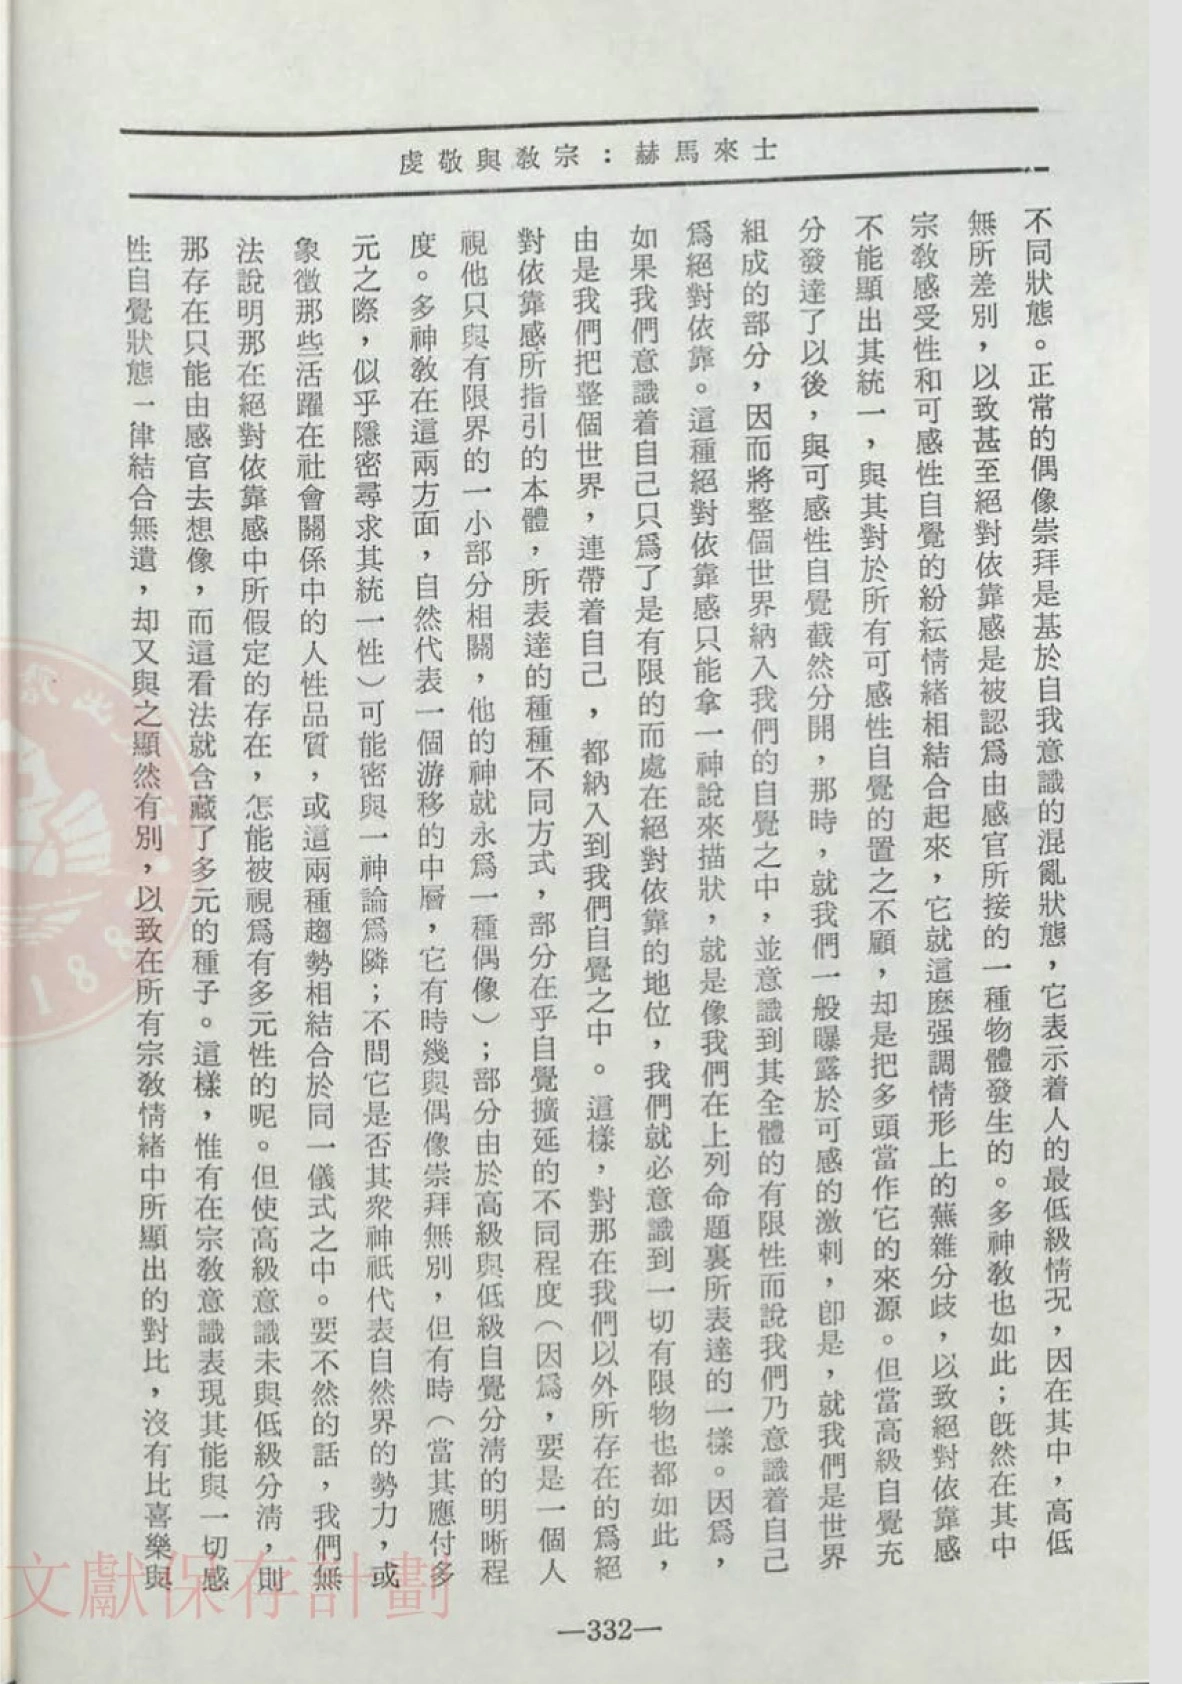 士來馬赫：宗教與敬虔
不同狀態。正常的偶像崇拜是基於自我意識的混亂狀態，它表示着人的最低級情況，因在其中，高低
無所差別，以致甚至絕對依靠感是被認爲由感官所接的一種物體發生的。多神教也如此；旣然在其中
宗教感受性和可感性自覺的紛紜情緒相結合起來，它就這麽强調情形上的蕪雜分歧，以致絕對依靠感
不能顯出其統一，與其對於所有可感性自覺的置之不顧，却是把多頭當作它的來源。但當高級自覺充
分發達了以後，與可感性自覺截然分開，那時，就我們一般曝露於可感的激刺，卽是，就我們是世界
組成的部分，因而將整個世界納入我們的自覺之中，並意識到其全體的有限性而說我們乃意識着自己
爲絕對依靠。這種絕對依靠感只能拿一神說來描狀，就是像我們在上列命題裏所表達的一樣。因爲，
如果我們意識着自己只爲了是有限的而處在絕對依靠的地位，我們就必意識到一切有限物也都如此，
由是我們把整個世界，連帶着自己，都納入到我們自覺之中。這樣，對那在我們以外所存在的爲絕
對依靠感所指引的本體，所表達的種種不同方式，部分在乎自覺擴延的不同程度（因爲，要是一個人
視他只與有限界的一小部分相關，他的神就永爲一種偶像）；部分由於高級與低級自覺分清的明晰程
度。多神教在這兩方面，自然代表一個游移的中層，它有時幾與偶像崇拜無別，但有時（當其應付多
元之際，似乎隱密尋求其統一性）可能密與一神論爲隣；不問它是否其衆神祇代表自然界的勢力，或
象徵那些活躍在社會關係中的人性品質，或這兩種趨勢相結合於同一儀式之中。要不然的話，我們無
法說明那在絕對依靠感中所假定的存在，怎能被視爲有多元性的呢。但使高級意識未與低級分清，則
那存在只能由感官去想像，而這看法就含藏了多元的種子。這樣，惟有在宗教意識表現其能與一切感
性自覺狀態一律結合無遺，却又與之顯然有別，以致在所有宗教情緒中所顯出的對比，沒有比喜樂與
—332—
188
文獻保存計劃